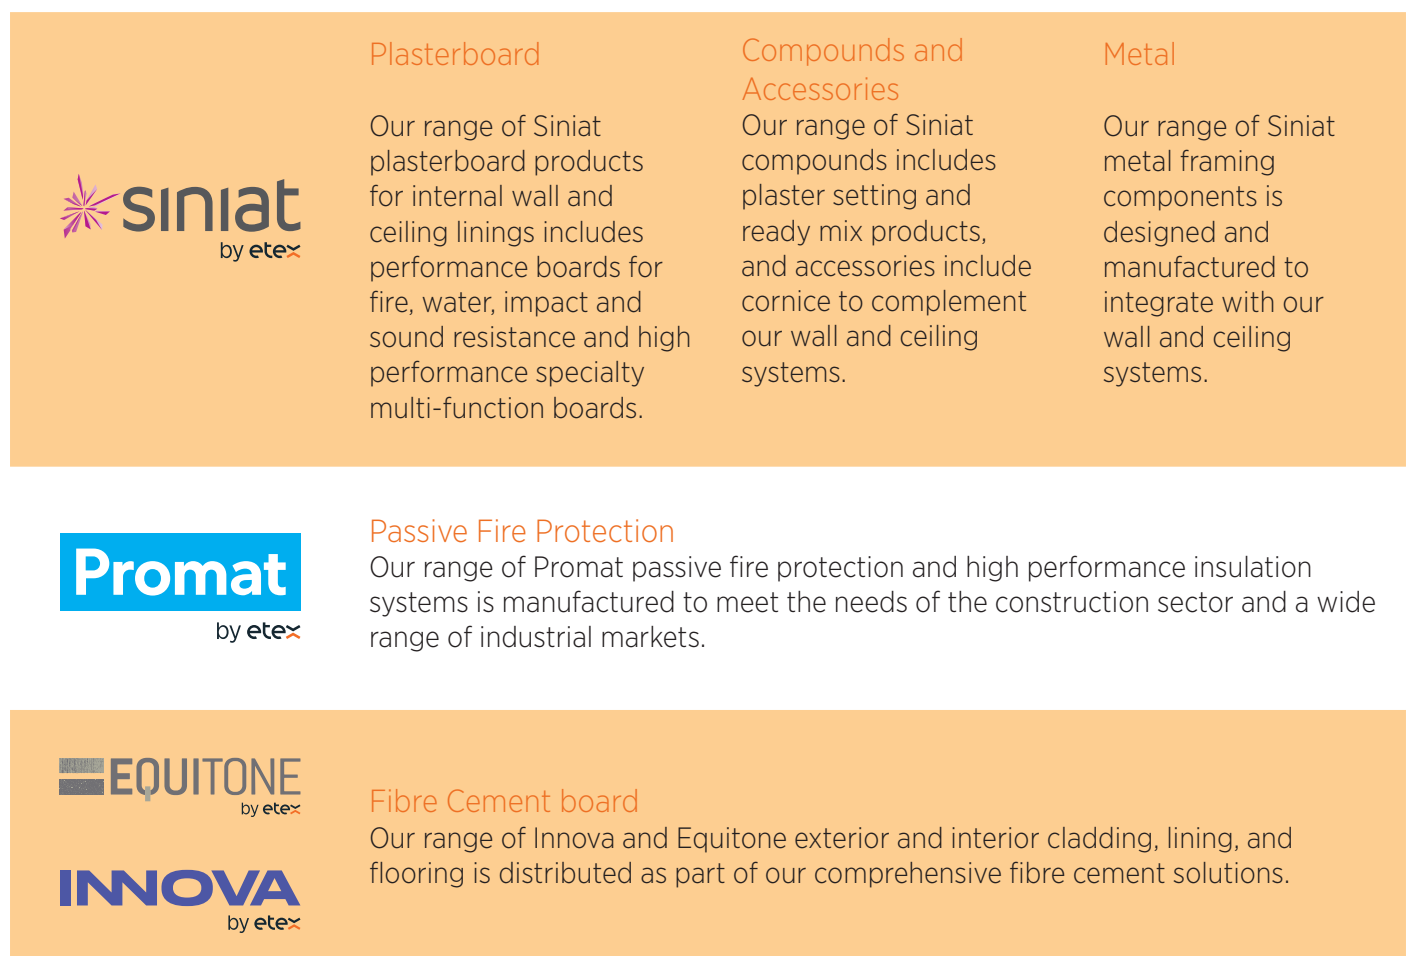 siniat
by etex
Plasterboard
Our range of Siniat
plasterboard products
for internal wall and
ceiling linings includes
performance boards for
fire, water, impact and
sound resistance and high
performance specialty
multi-function boards.
Compounds and
Accessories
Our range of Siniat
compounds includes
plaster setting and
ready mix products,
and accessories include
cornice to complement
our wall and ceiling
systems.
Metal
Our range of Siniat
metal framing
components is
designed and
manufactured to
integrate with our
wall and ceiling
systems.
Promat
by etex
Passive Fire Protection
Our range of Promat passive fire protection and high performance insulation
systems is manufactured to meet the needs of the construction sector and a wide
range of industrial markets.
EQUITONE
by etex
INNOVA
by etex
Fibre Cement board
Our range of Innova and Equitone exterior and interior cladding, lining, and
flooring is distributed as part of our comprehensive fibre cement solutions.